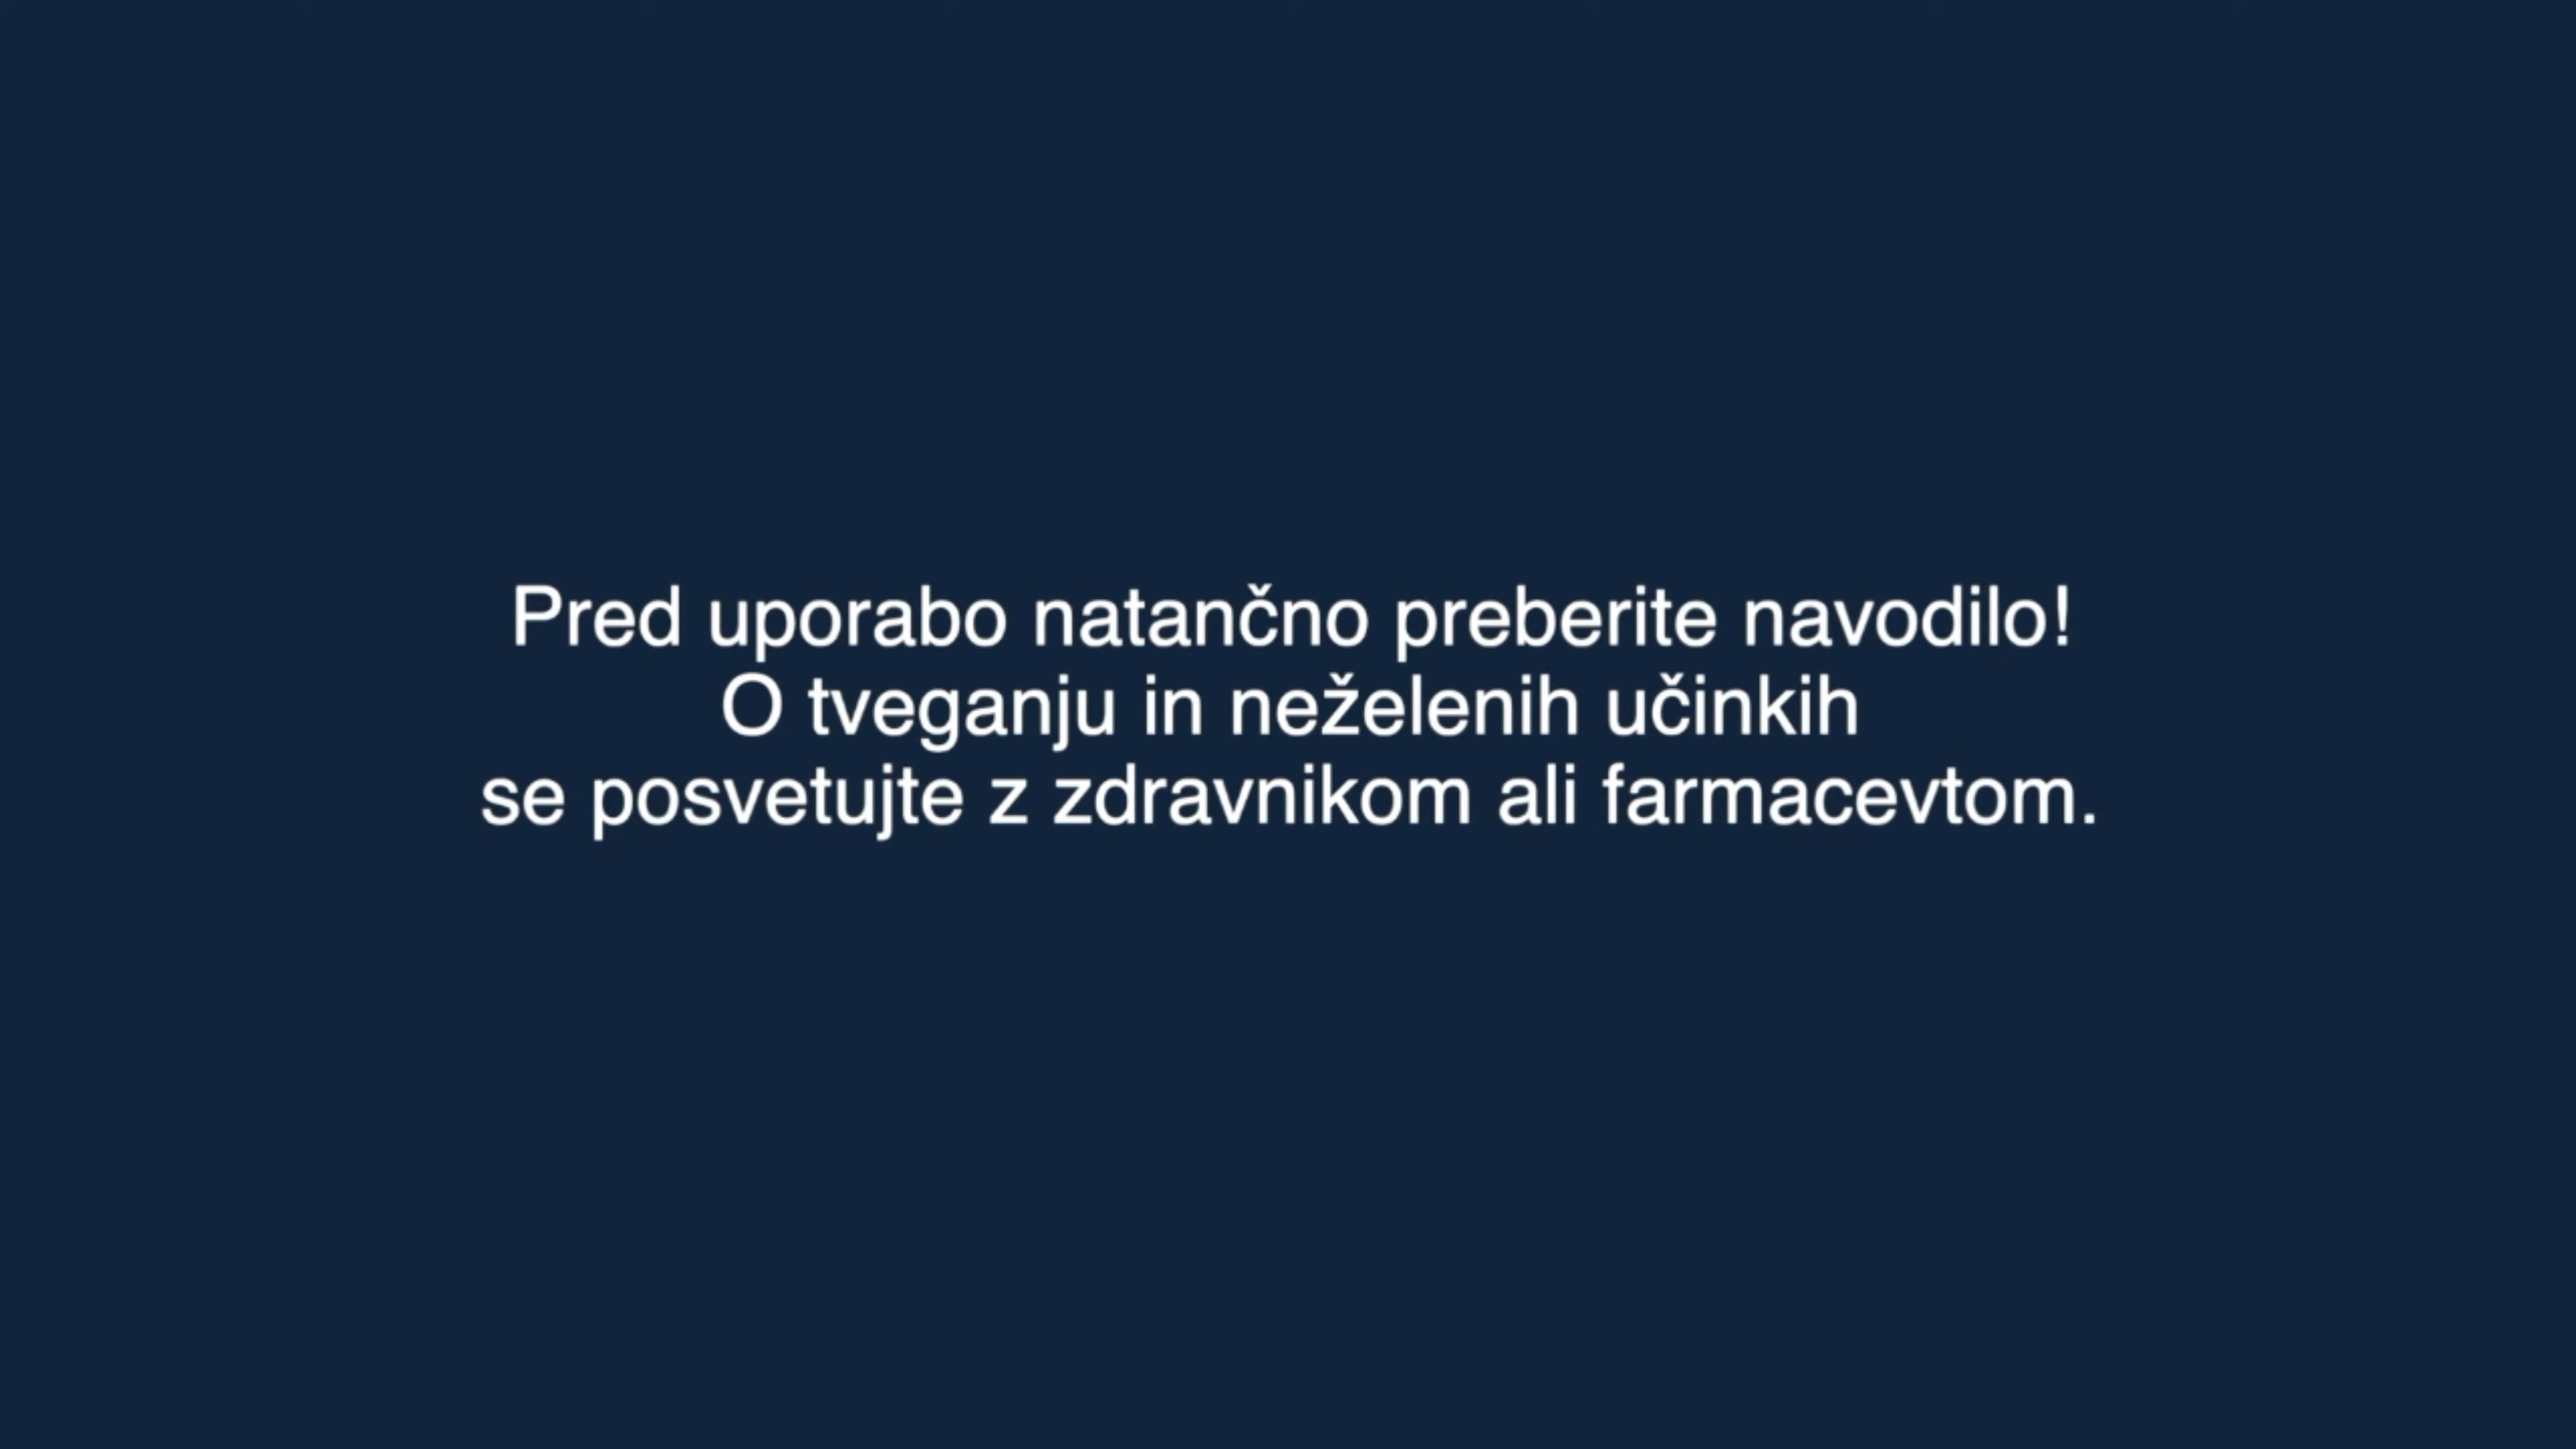 Pred uporabo natančno preberite navodilo!
O tveganju in neželenih učinkih
se posvetujte z zdravnikom ali farmacevtom.